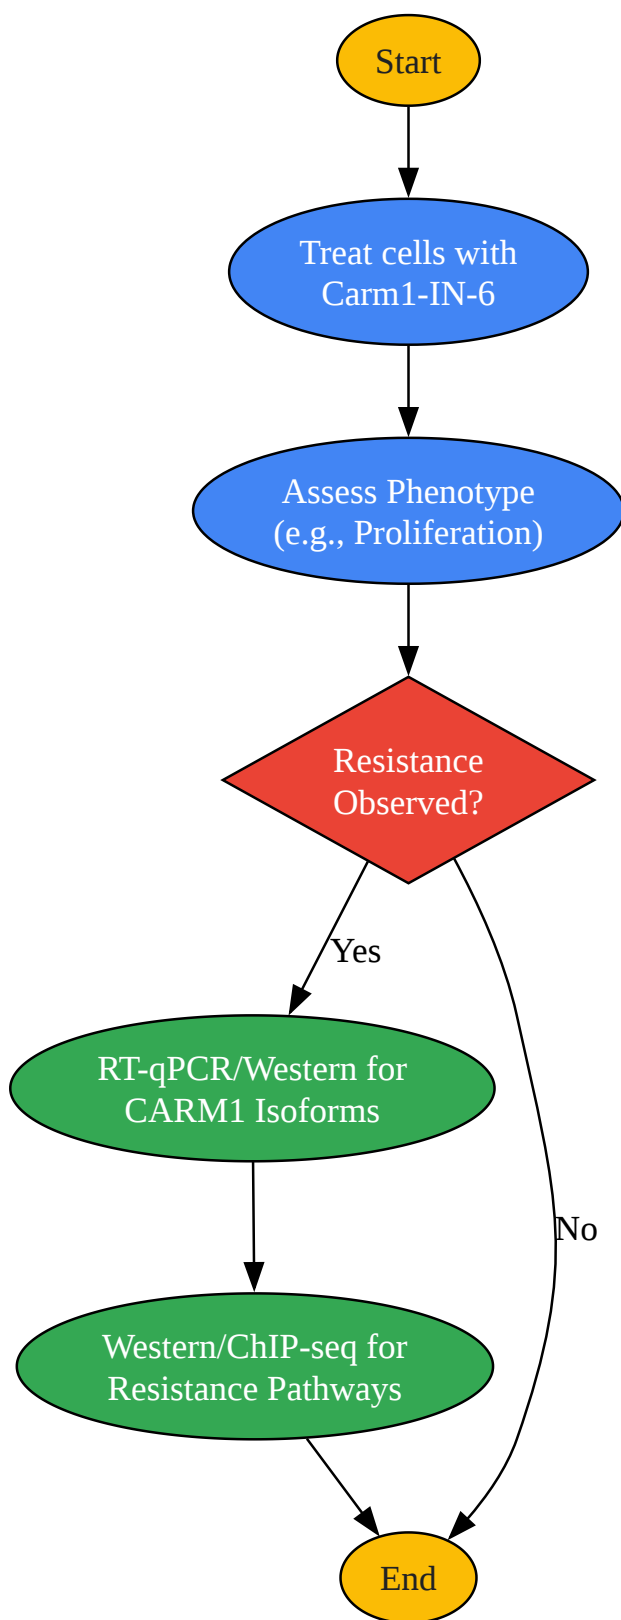 Start
Treat cells with
Carm1-IN-6
Assess Phenotype
(e.g., Proliferation)
Resistance
Observed?
Yes
RT-qPCR/Western for
CARM1 Isoforms
No
Western/ChIP-seq for
Resistance Pathways
End